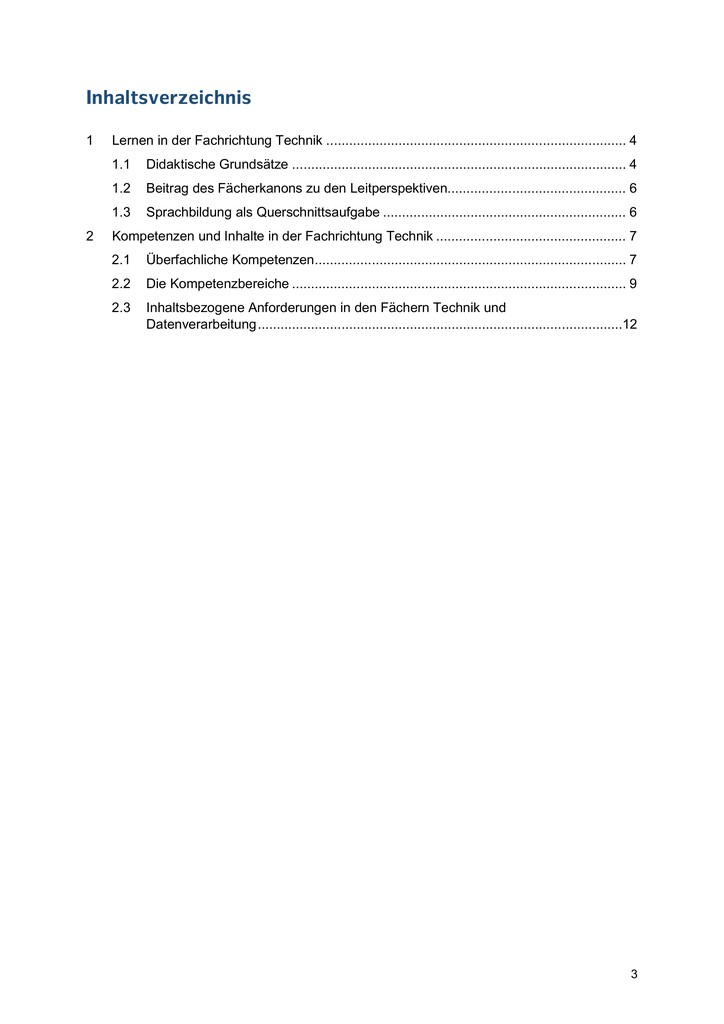 Inhaltsverzeichnis
1 Lernen in der Fachrichtung Technik ................................................................................ 4
1.1 Didaktische Grundsätze ........................................................................................ 4
1.2 Beitrag des Fächerkanons zu den Leitperspektiven............................................... 6
1.3 Sprachbildung als Querschnittsaufgabe ................................................................ 6
2 Kompetenzen und Inhalte in der Fachrichtung Technik .................................................. 7
2.1 Überfachliche Kompetenzen.................................................................................. 7
2.2 Die Kompetenzbereiche ........................................................................................ 9
2.3 Inhaltsbezogene Anforderungen in den Fächern Technik und
Datenverarbeitung................................................................................................12
3